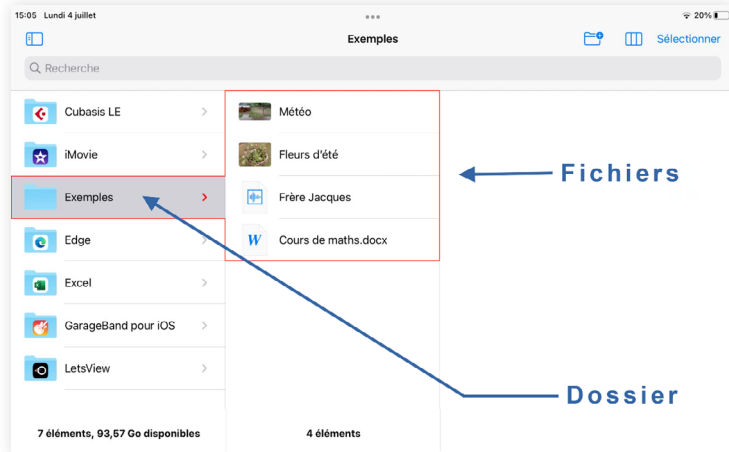 15:05 Lundi 4 juillet
20%
Exemples
Sélectionner
Recherche
Cubasis LE
iMovie
Exemples
Edge
Excel
GarageBand pour iOS
LetsView
7 éléments, 93,57 Go disponibles
Météo
Fleurs d'été
Frère Jacques
W Cours de maths.docx
4 éléments
Fichiers
Dossier